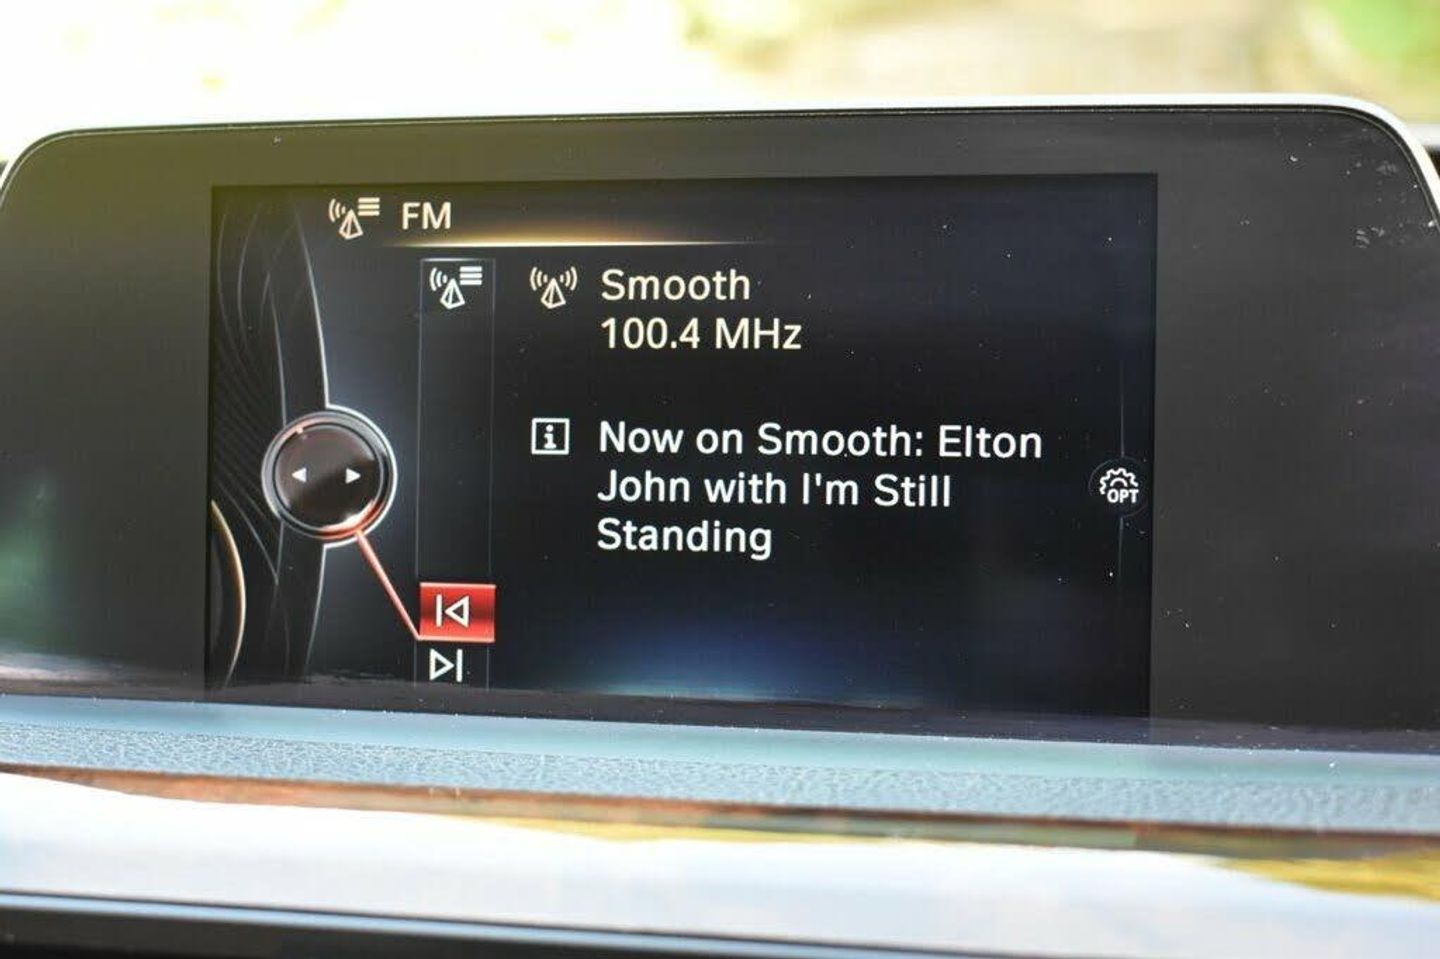 FM
Smooth
100.4 MHz
Now on Smooth: Elton
John with I'm Still
Standing
OPT